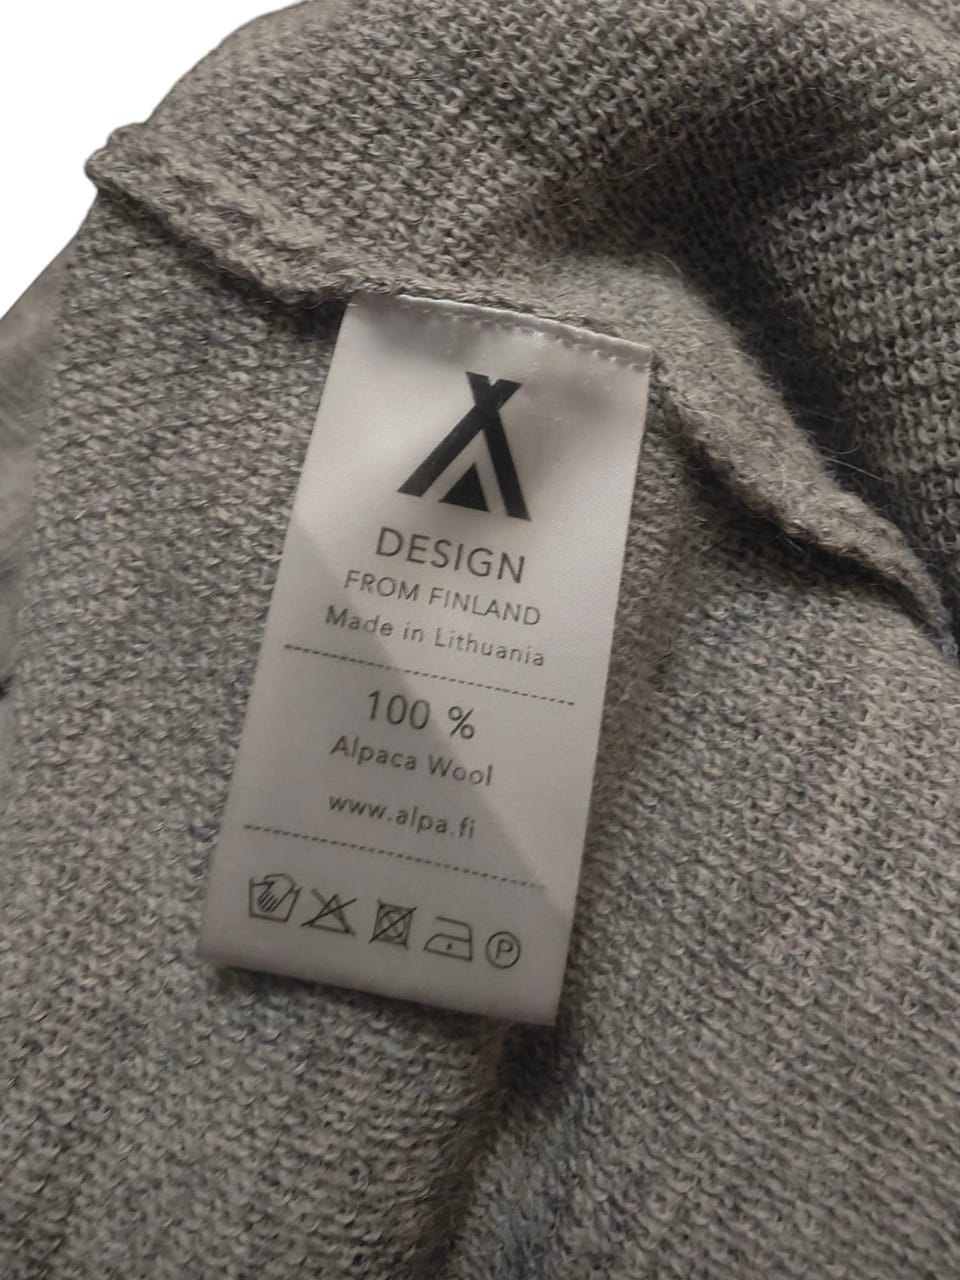 DESIGN
FROM FINLAND
Made in Lithuania
100 %
Alpaca Wool
www.alpa.fi
P